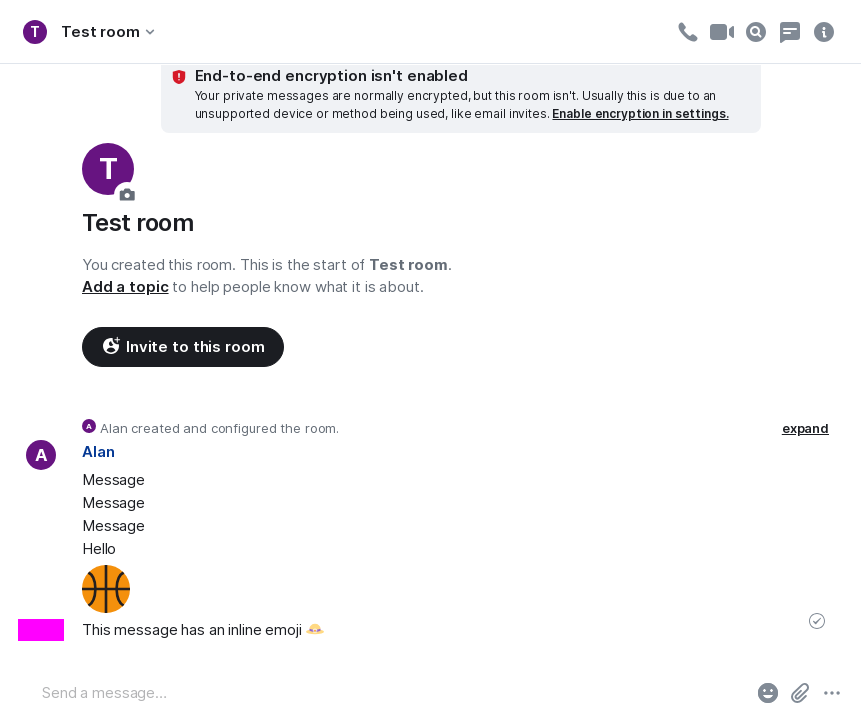 T Test room
End-to-end encryption isn't enabled
Your private messages are normally encrypted, but this room isn't. Usually this is due to an
unsupported device or method being used, like email invites. Enable encryption in settings.
T
Test room
You created this room. This is the start of Test room.
Add a topic to help people know what it is about.
Invite to this room
A Alan created and configured the room. expand
A Alan
Message
Message
Message
Hello
This message has an inline emoji 👒
Send a message…